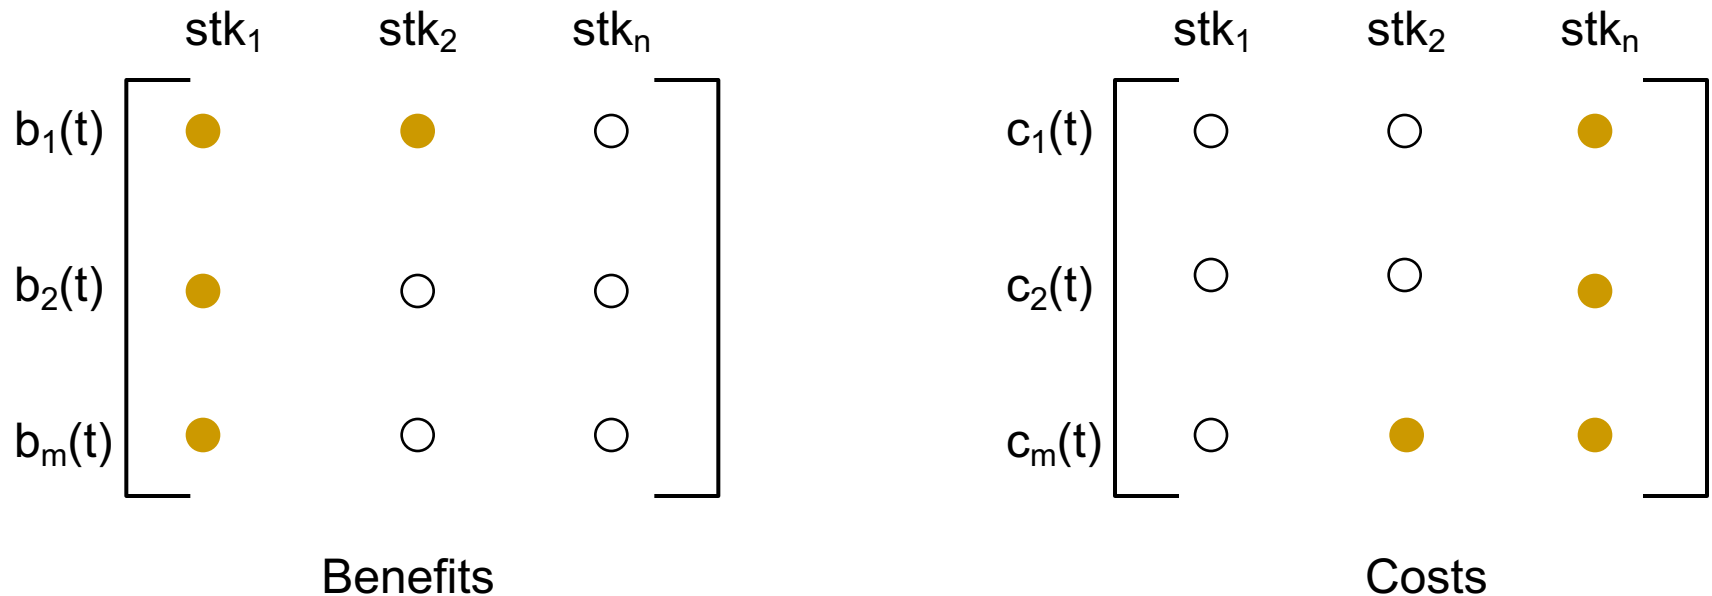 stk₁ stk₂ stkₙ stk₁ stk₂ stkₙ
b₁(t) c₁(t)
b₂(t) c₂(t)
bₘ(t) cₘ(t)
Benefits Costs